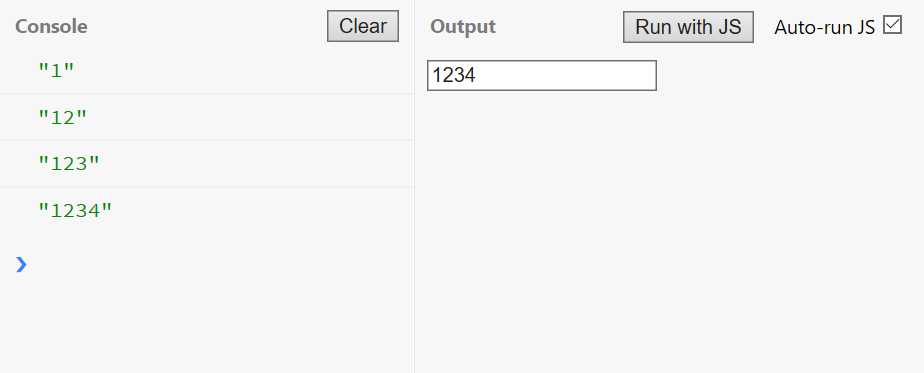 Console
Clear
"1"
"12"
"123"
"1234"
Output
Run with JS
Auto-run JS
1234